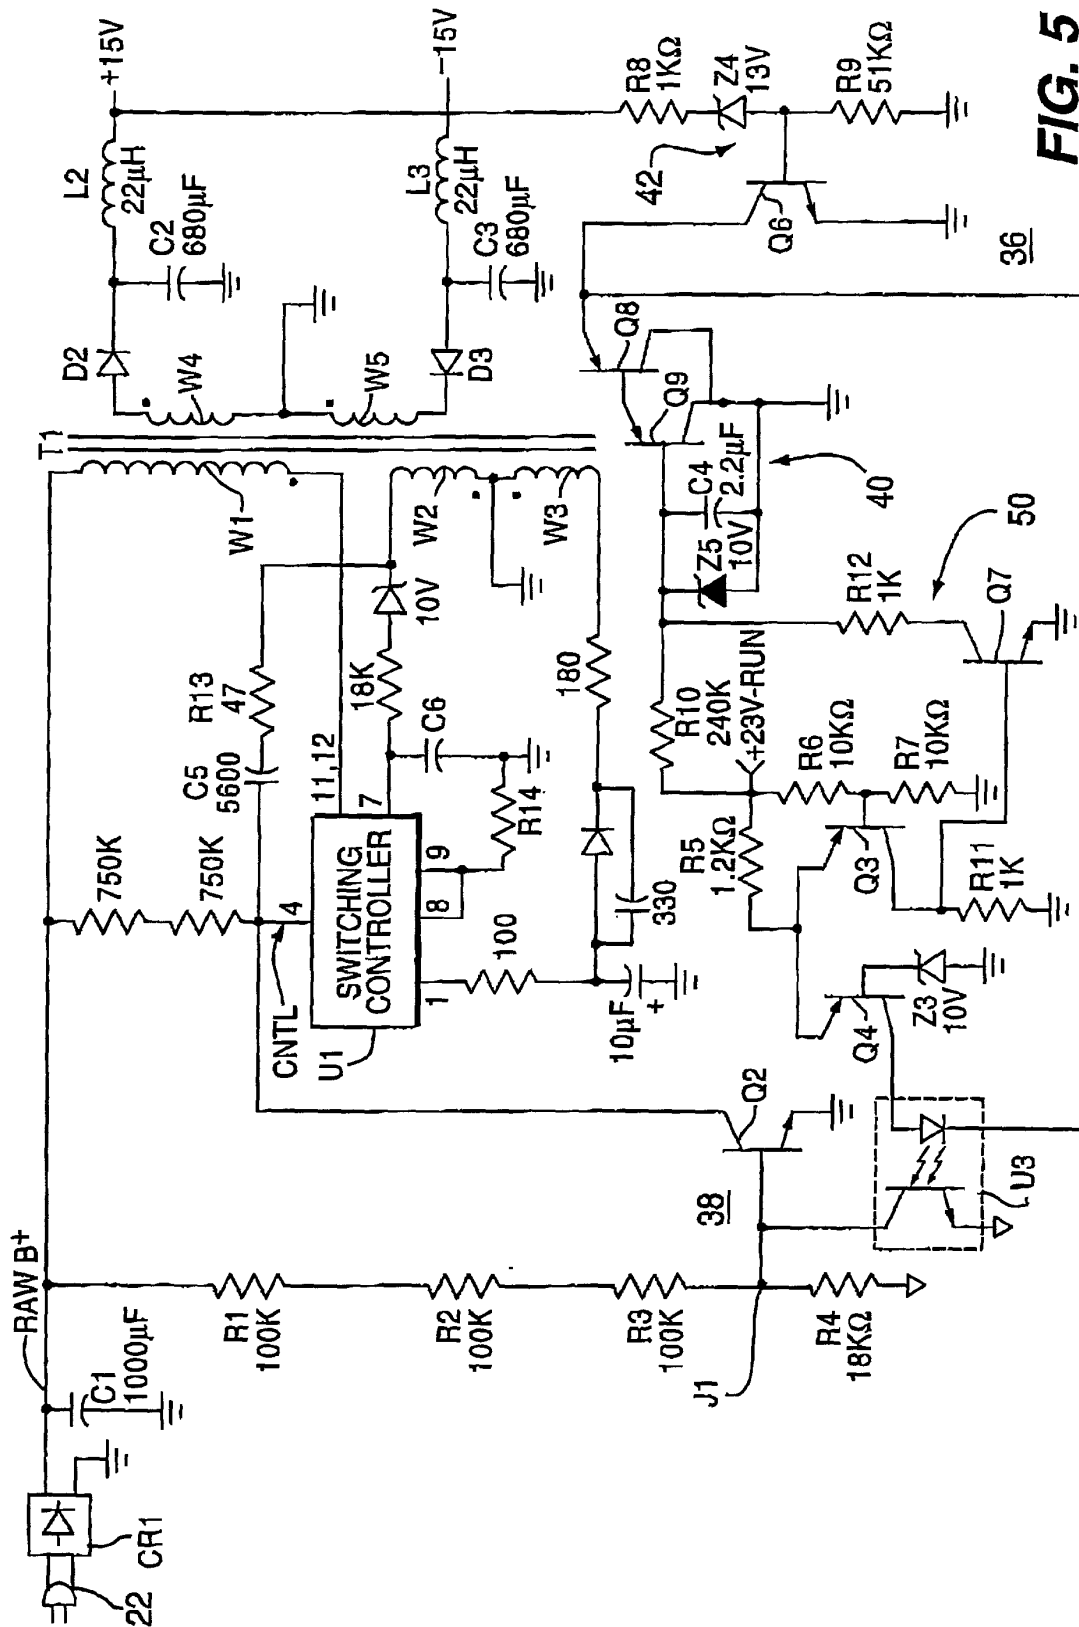 22
CR1
RAW B+
C1
1000µF
R1
100K
R2
100K
R3
100K
J1
R4
18KΩ
38
Q2
U3
750K
750K
CNTL
4
U1
SWITCHING
CONTROLLER
11,12
7
1
8
9
C5
5600
R13
47
18K
10V
C6
R14
100
10µF
+
330
180
T1
W1
W2
W3
W4
W5
D2
D3
C2
680µF
C3
680µF
L2
22µH
L3
22µH
+15V
-15V
R8
1KΩ
Z4
13V
R9
51KΩ
42
Q6
36
Q8
Q9
C4
2.2µF
Z5
10V
40
R10
240K
+23V-RUN
R12
1K
50
Q7
R5
1.2KΩ
R6
10KΩ
R7
10KΩ
Q3
R11
1K
Q4
Z3
10V
FIG. 5